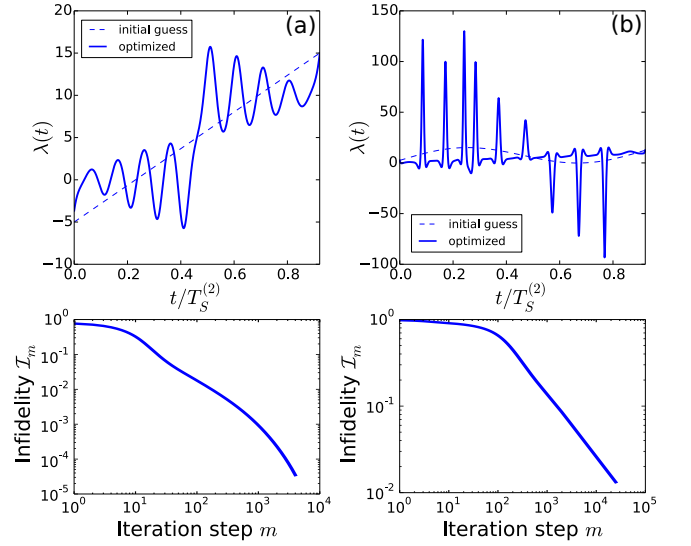 (a)
initial guess
optimized
λ(t)
20
15
10
5
0
−5
−10
0.0 0.2 0.4 0.6 0.8
t/T_S^{(2)}
(b)
initial guess
optimized
λ(t)
150
100
50
0
−50
−100
0.0 0.2 0.4 0.6 0.8
t/T_S^{(2)}
Infidelity 𝓘_m
10^0
10^{-1}
10^{-2}
10^{-3}
10^{-4}
10^{-5}
10^0 10^1 10^2 10^3 10^4
Iteration step m
Infidelity 𝓘_m
10^0
10^{-1}
10^{-2}
10^0 10^1 10^2 10^3 10^4 10^5
Iteration step m